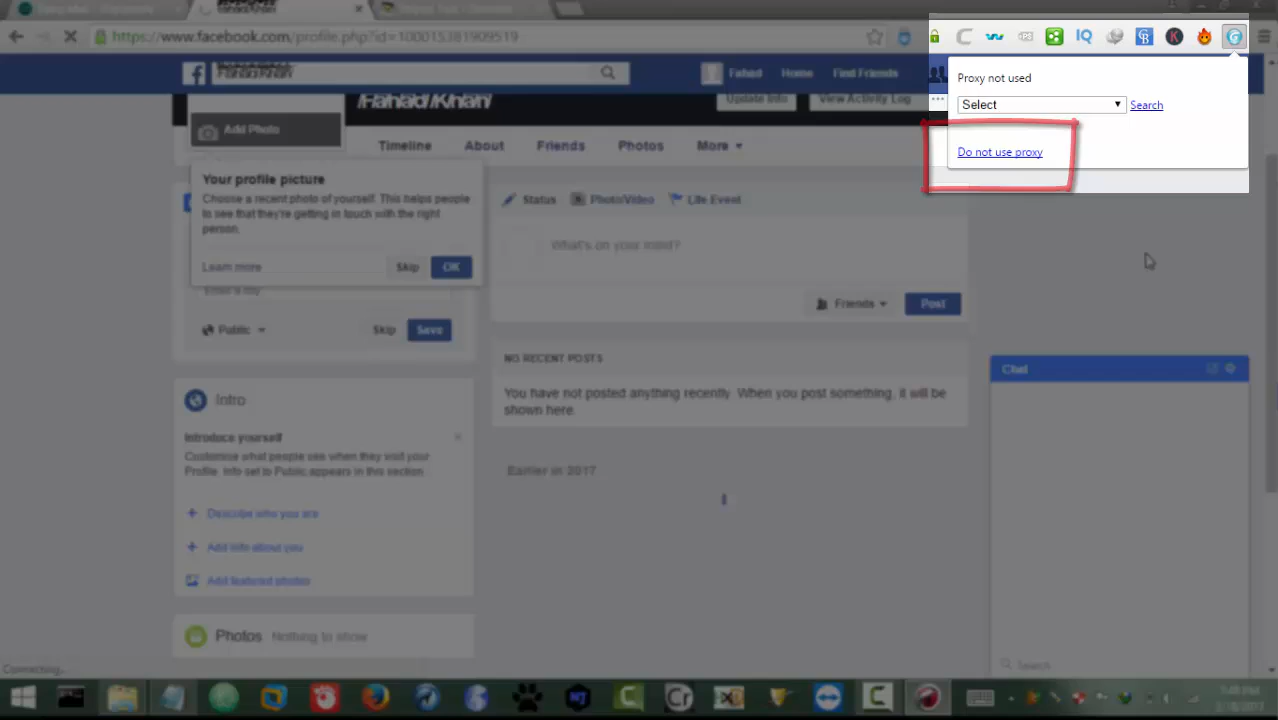 https://www.facebook.com/profile.php?id=100015381909519
Fahad Khan
Fahad Home Find Friends
Proxy not used
Select Search
Do not use proxy
/Fahad/Khan/
Update Info View Activity Log
Add Photo
Timeline About Friends Photos More
Your profile picture
Choose a recent photo of yourself. This helps people
to see that they're getting in touch with the right
person.
Learn more Skip OK
Public Skip Save
Status Photo/Video Life Event
What's on your mind?
Friends Post
NO RECENT POSTS
You have not posted anything recently. When you post something, it will be
shown here.
Earlier in 2017
Intro
Introduce yourself
Customise what people see when they visit your
Profile. Info set to Public appears in this section.
Describe who you are
Add info about you
Add featured photos
Photos Nothing to show
Chat
Search
Connecting...